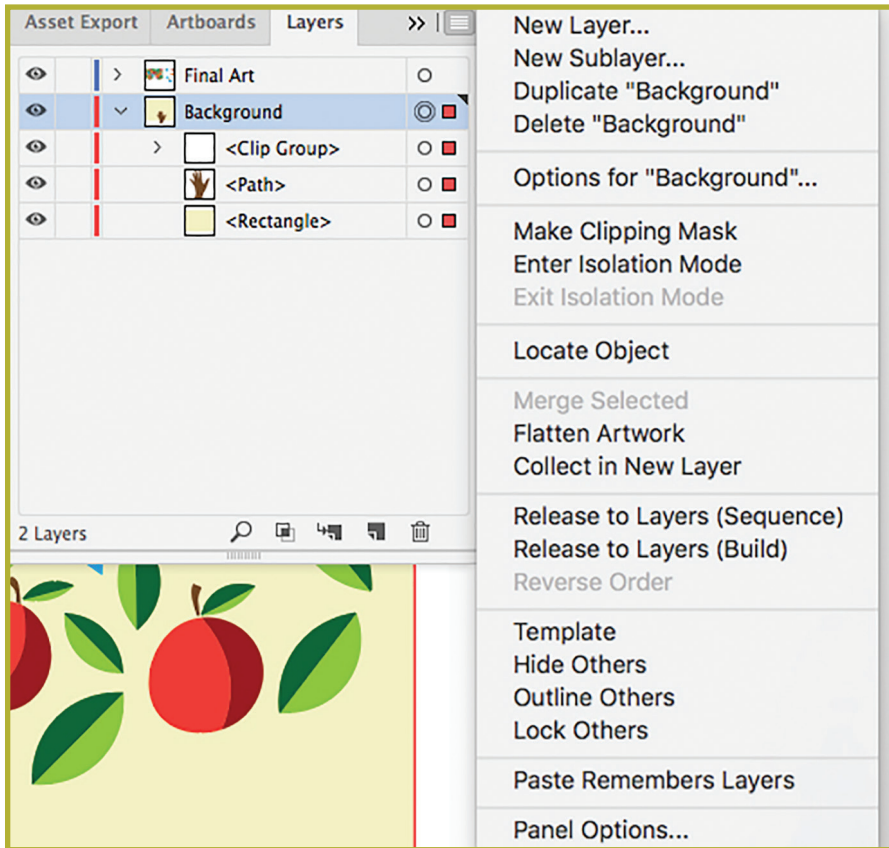 Asset Export Artboards Layers
Final Art
Background
<Clip Group>
<Path>
<Rectangle>
2 Layers
New Layer...
New Sublayer...
Duplicate "Background"
Delete "Background"
Options for "Background"...
Make Clipping Mask
Enter Isolation Mode
Exit Isolation Mode
Locate Object
Merge Selected
Flatten Artwork
Collect in New Layer
Release to Layers (Sequence)
Release to Layers (Build)
Reverse Order
Template
Hide Others
Outline Others
Lock Others
Paste Remembers Layers
Panel Options...